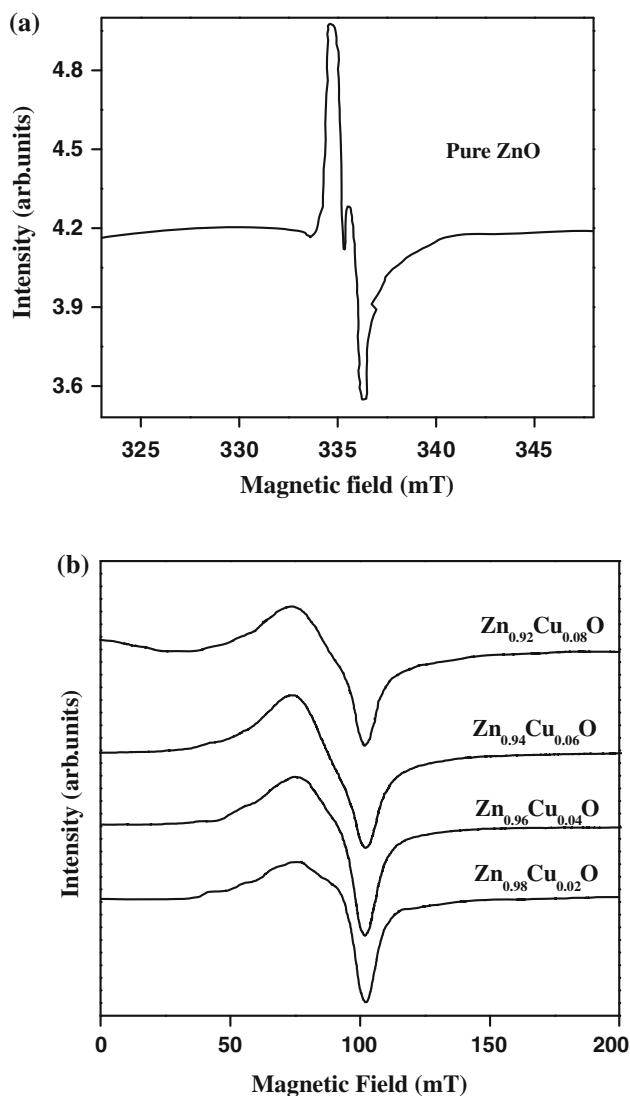 (a)
4.8
4.5
4.2
3.9
3.6
Intensity (arb.units)
Pure ZnO
325 330 335 340 345
Magnetic field (mT)
(b)
Zn0.92Cu0.08O
Zn0.94Cu0.06O
Zn0.96Cu0.04O
Zn0.98Cu0.02O
Intensity (arb.units)
0 50 100 150 200
Magnetic Field (mT)